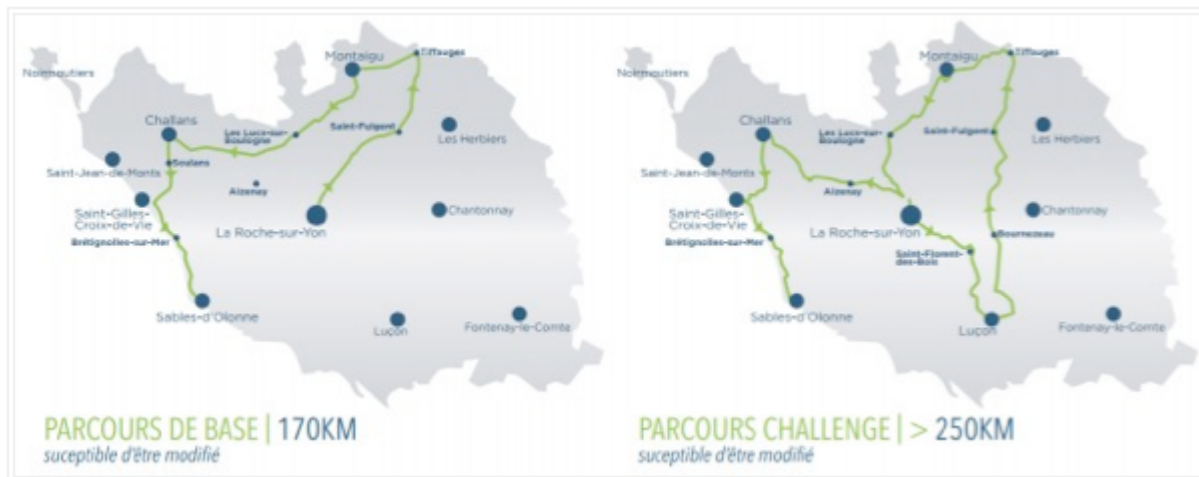 Montaigu
Tiffauges
Noirmoutiers
Challans
Les Lucs-sur-
Boulogne
Saint-Fulgent
Les Herbiers
Soulans
Saint-Jean-de-Monts
Aizenay
Saint-Gilles-
Croix-de-Vie
Chantonnay
La Roche-sur-Yon
Brétignolles-sur-Mer
Sables-d'Olonne
Luçon
Fontenay-le-Comte
PARCOURS DE BASE | 170KM
suceptible d'être modifié
Montaigu
Tiffauges
Noirmoutiers
Challans
Les Lucs-sur-
Boulogne
Saint-Fulgent
Les Herbiers
Saint-Jean-de-Monts
Aizenay
Saint-Gilles-
Croix-de-Vie
Chantonnay
La Roche-sur-Yon
Brétignolles-sur-Mer
Bournezeau
Saint-Florent-
des-Bois
Sables-d'Olonne
Luçon
Fontenay-le-Comte
PARCOURS CHALLENGE | > 250KM
suceptible d'être modifié